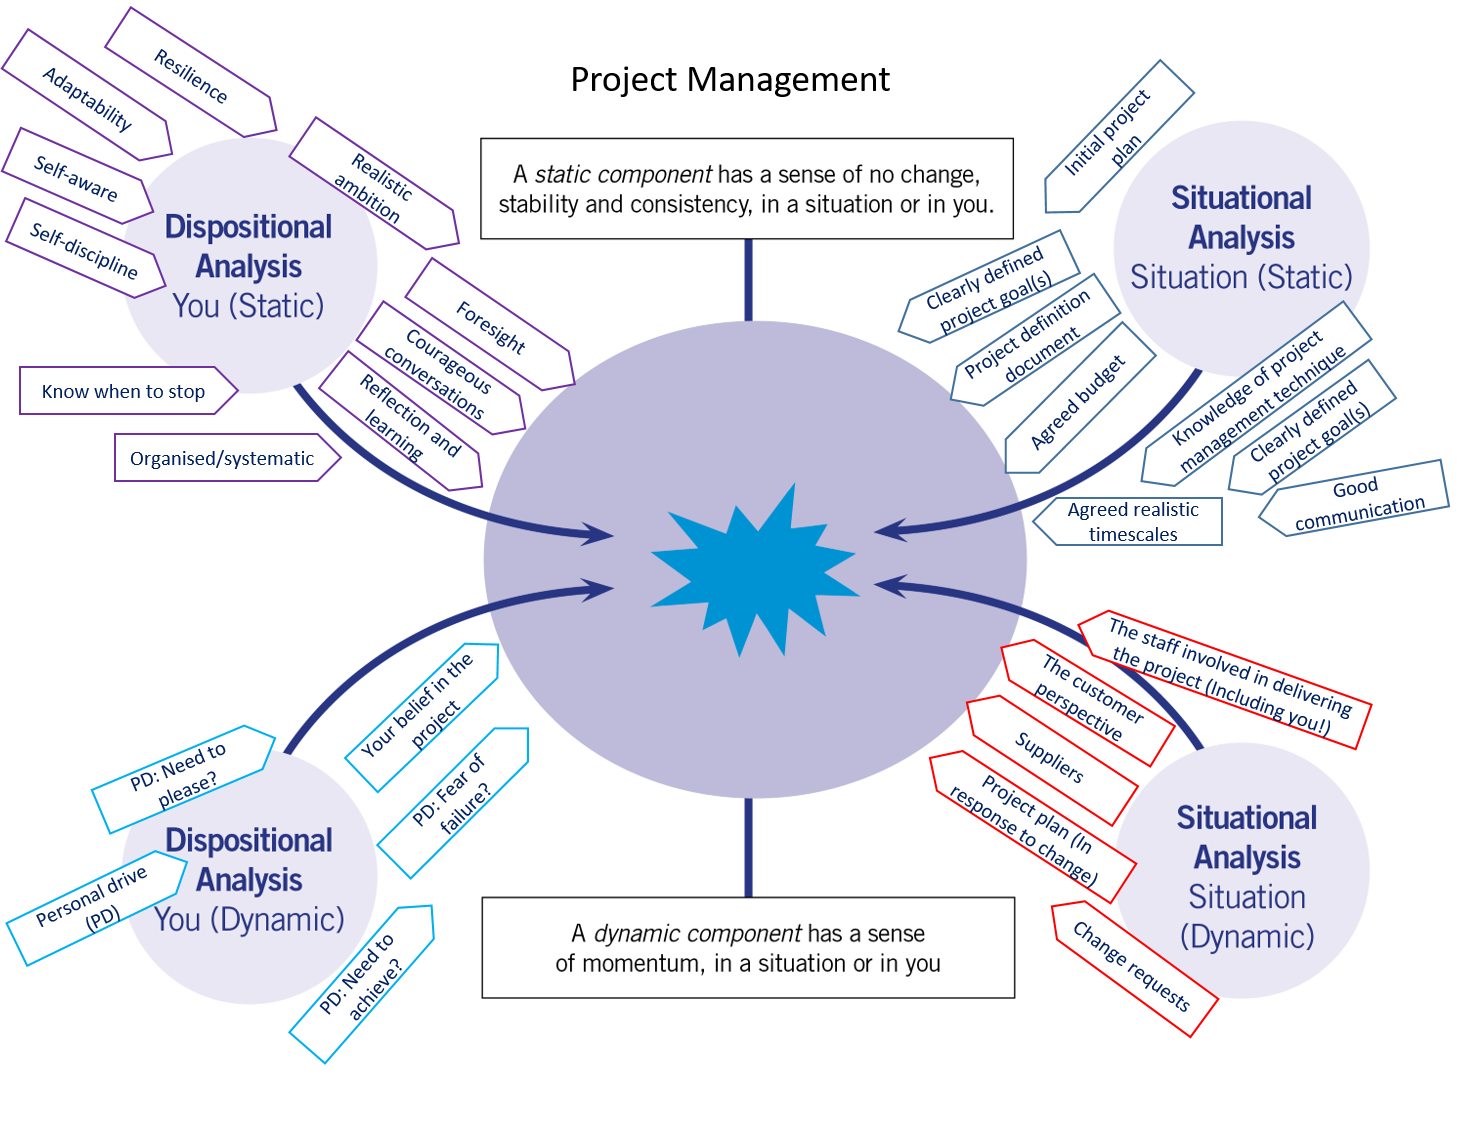 Project Management
A static component has a sense of no change,
stability and consistency, in a situation or in you.
Resilience
Adaptability
Self-aware
Self-discipline
Realistic
ambition
Dispositional
Analysis
You (Static)
Foresight
Courageous
conversations
Reflection and
learning
Know when to stop
Organised/systematic
Initial project
plan
Situational
Analysis
Situation (Static)
Clearly defined
project goal(s)
Project definition
document
Agreed budget
Knowledge of project
management technique
Clearly defined
project goal(s)
Good
communication
Agreed realistic
timescales
Your belief in the
project
PD: Need to
please?
PD: Fear of
failure?
Dispositional
Analysis
You (Dynamic)
Personal drive
(PD)
PD: Need to
achieve?
The staff involved in delivering
the project (Including you!)
The customer
perspective
Suppliers
Project plan (In
response to change)
Situational
Analysis
Situation
(Dynamic)
Change requests
A dynamic component has a sense
of momentum, in a situation or in you